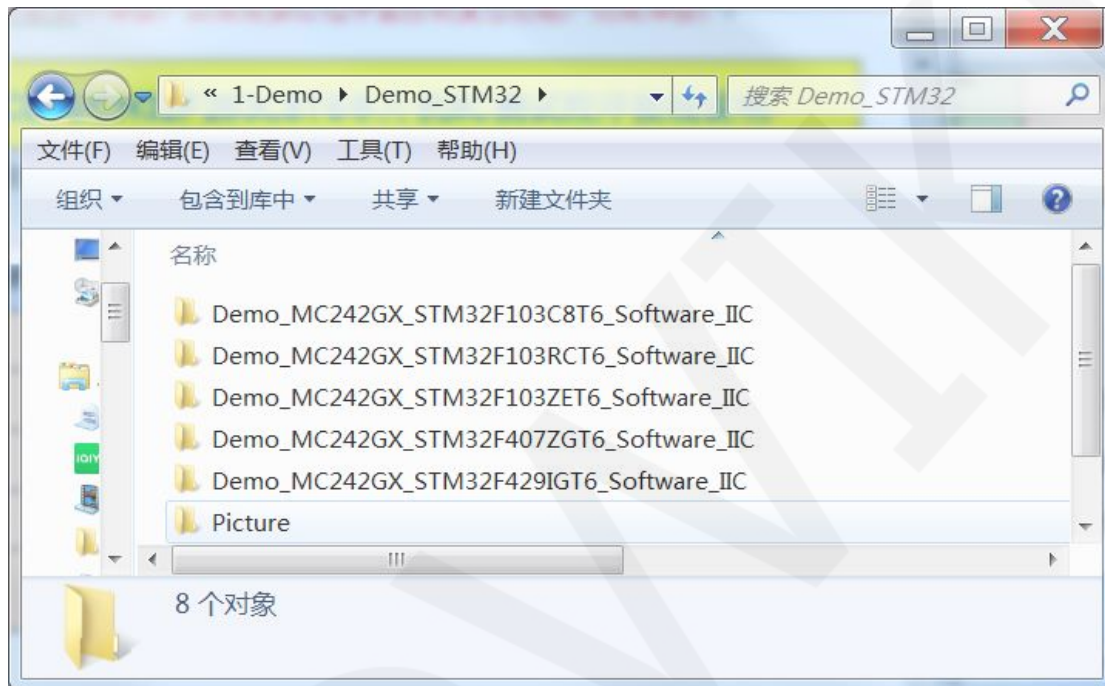 « 1-Demo ▸ Demo_STM32 ▸ 搜索 Demo_STM32
文件(F) 编辑(E) 查看(V) 工具(T) 帮助(H)
组织 包含到库中 共享 新建文件夹
名称
Demo_MC242GX_STM32F103C8T6_Software_IIC
Demo_MC242GX_STM32F103RCT6_Software_IIC
Demo_MC242GX_STM32F103ZET6_Software_IIC
Demo_MC242GX_STM32F407ZGT6_Software_IIC
Demo_MC242GX_STM32F429IGT6_Software_IIC
Picture
8 个对象